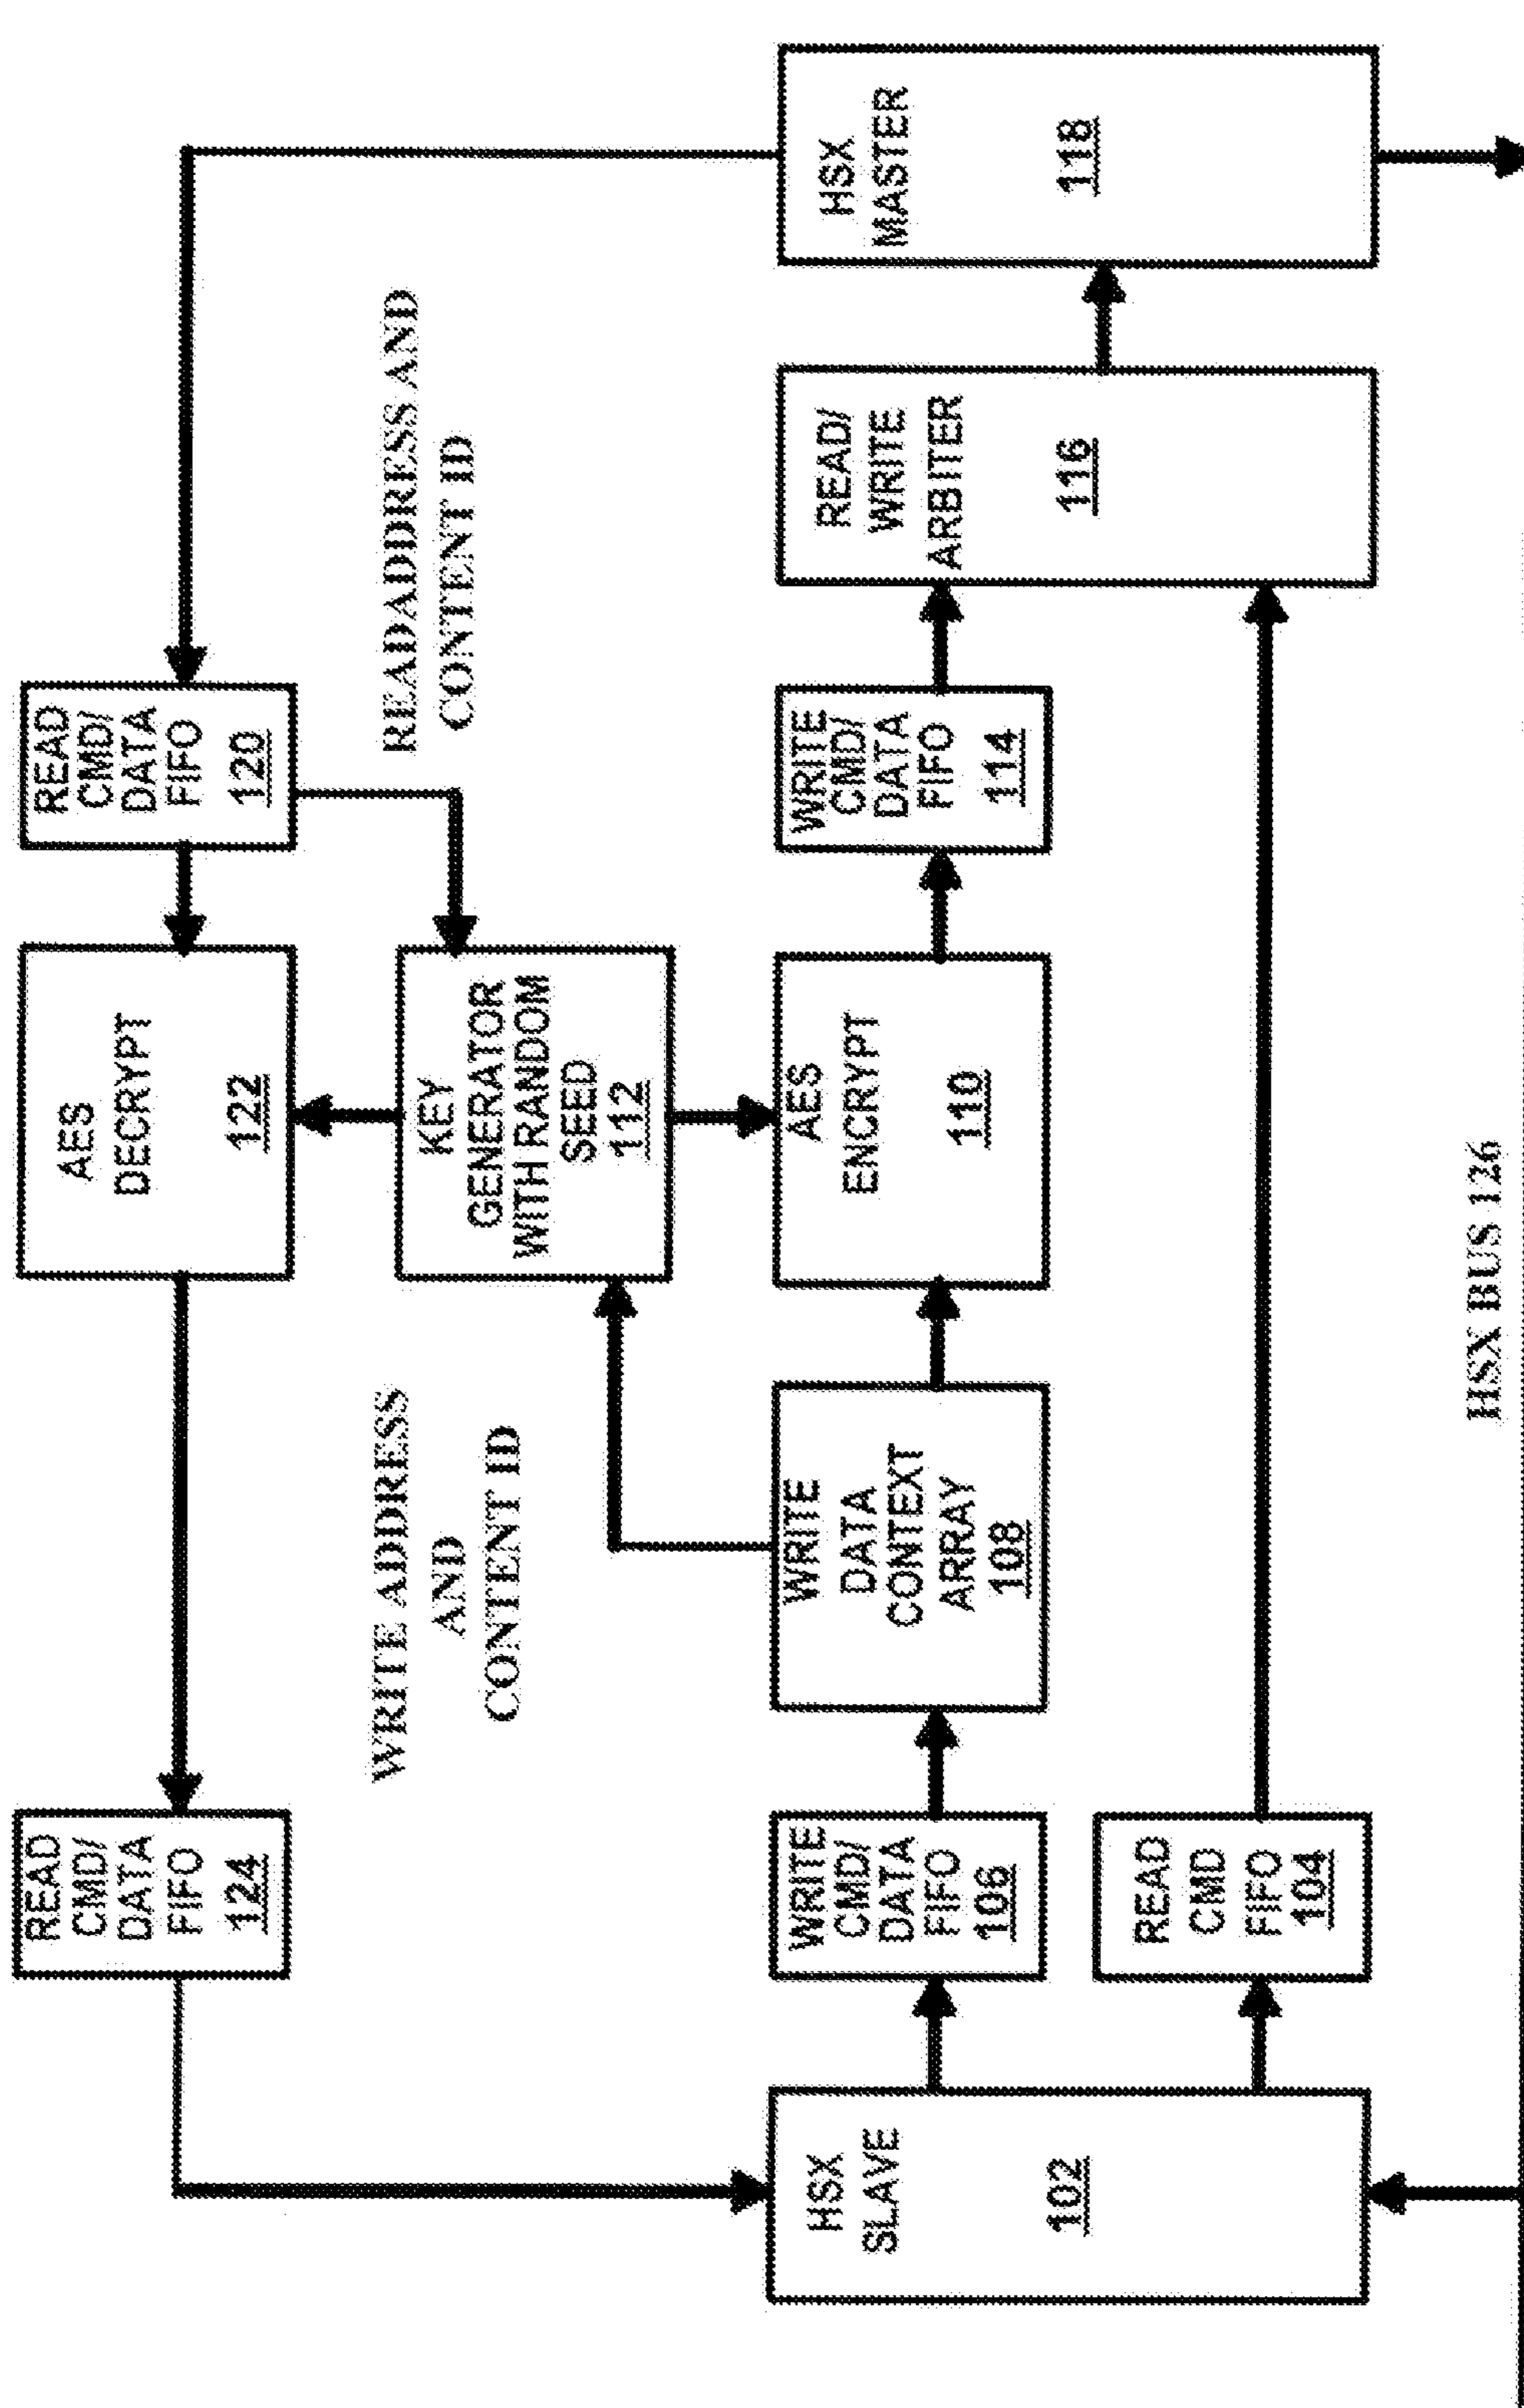 READ
CMD/
DATA
FIFO
124
AES
DECRYPT
122
READ
CMD/
DATA
FIFO
120
WRITE ADDRESS
AND
CONTENT ID
KEY
GENERATOR
WITH RANDOM
SEED
112
READADDRESS AND
CONTENT ID
HSX
SLAVE
102
WRITE
CMD/
DATA
FIFO
106
WRITE
DATA
CONTEXT
ARRAY
108
AES
ENCRYPT
110
WRITE
CMD/
DATA
FIFO
114
READ/
WRITE
ARBITER
116
HSX
MASTER
118
READ
CMD
FIFO
104
HSX BUS 126